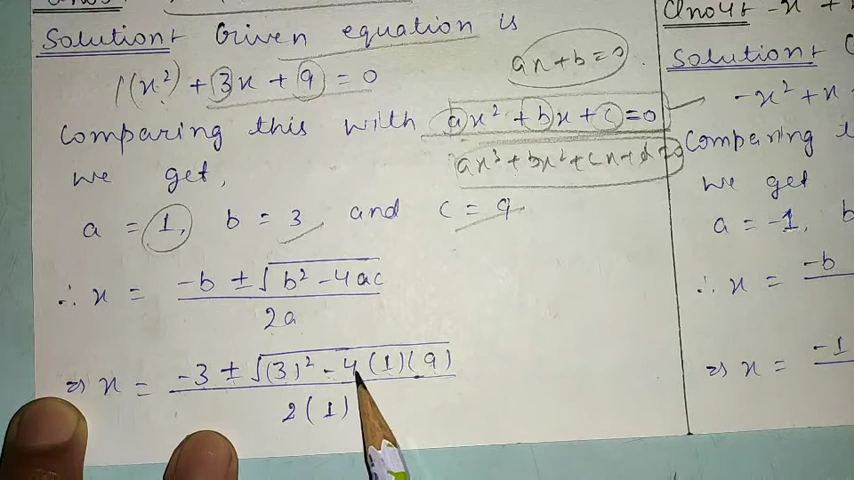 Solution:- Given equation is
ax+b=0
1(x²) + 3x + 9 = 0
Comparing this with ax² + bx + c = 0
ax³ + bx² + cx + d = 0
we get,
a = 1, b = 3 and c = 9
∴ x = -b ± √b² - 4ac / 2a
⇒ x = -3 ± √(3)² - 4(1)(9) / 2(1)
Qno4:- -x
Solution:-
-x² + x
Comparing
we get
a = -1, b
∴ x = -b
⇒ x = -1